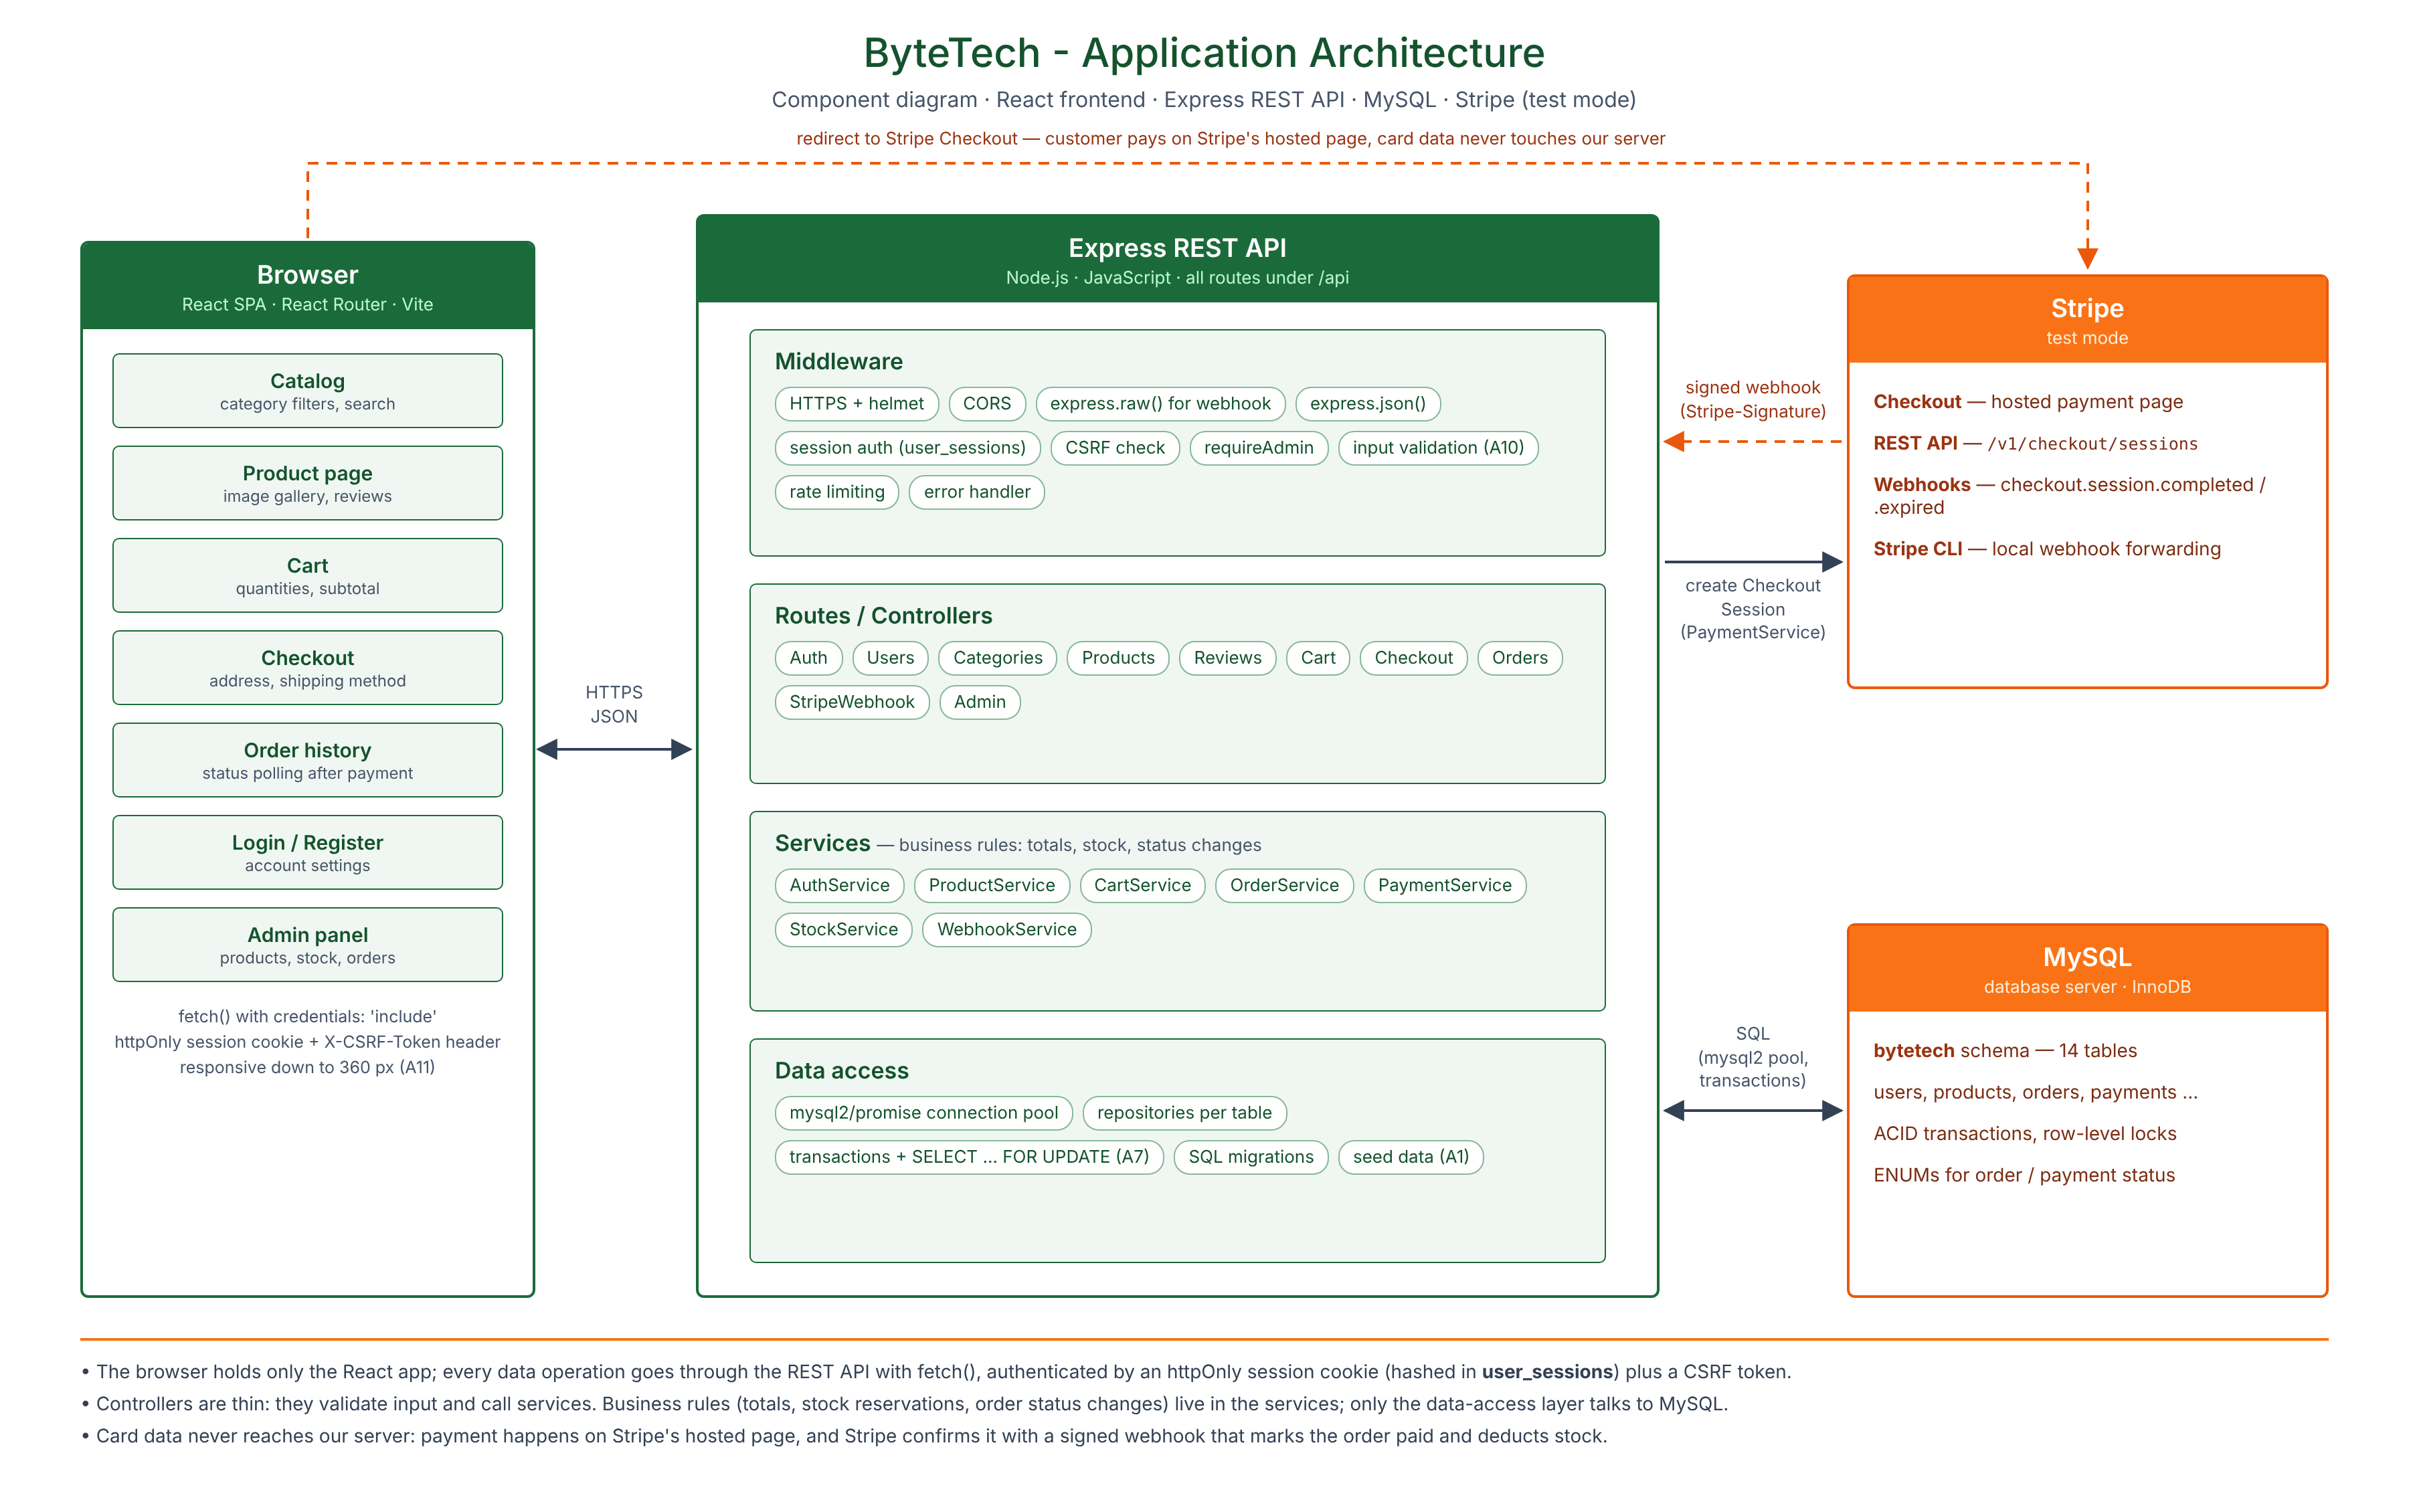 ByteTech - Application Architecture
Component diagram · React frontend · Express REST API · MySQL · Stripe (test mode)
redirect to Stripe Checkout — customer pays on Stripe's hosted page, card data never touches our server
Browser
React SPA · React Router · Vite
Catalog
category filters, search
Product page
image gallery, reviews
Cart
quantities, subtotal
Checkout
address, shipping method
Order history
status polling after payment
Login / Register
account settings
Admin panel
products, stock, orders
fetch() with credentials: 'include'
httpOnly session cookie + X-CSRF-Token header
responsive down to 360 px (A11)
HTTPS
JSON
Express REST API
Node.js · JavaScript · all routes under /api
Middleware
HTTPS + helmet CORS express.raw() for webhook express.json()
session auth (user_sessions) CSRF check requireAdmin input validation (A10)
rate limiting error handler
Routes / Controllers
Auth Users Categories Products Reviews Cart Checkout Orders
StripeWebhook Admin
Services — business rules: totals, stock, status changes
AuthService ProductService CartService OrderService PaymentService
StockService WebhookService
Data access
mysql2/promise connection pool repositories per table
transactions + SELECT ... FOR UPDATE (A7) SQL migrations seed data (A1)
signed webhook
(Stripe-Signature)
create Checkout
Session
(PaymentService)
SQL
(mysql2 pool,
transactions)
Stripe
test mode
Checkout — hosted payment page
REST API — /v1/checkout/sessions
Webhooks — checkout.session.completed /
.expired
Stripe CLI — local webhook forwarding
MySQL
database server · InnoDB
bytetech schema — 14 tables
users, products, orders, payments ...
ACID transactions, row-level locks
ENUMs for order / payment status
• The browser holds only the React app; every data operation goes through the REST API with fetch(), authenticated by an httpOnly session cookie (hashed in user_sessions) plus a CSRF token.
• Controllers are thin: they validate input and call services. Business rules (totals, stock reservations, order status changes) live in the services; only the data-access layer talks to MySQL.
• Card data never reaches our server: payment happens on Stripe's hosted page, and Stripe confirms it with a signed webhook that marks the order paid and deducts stock.